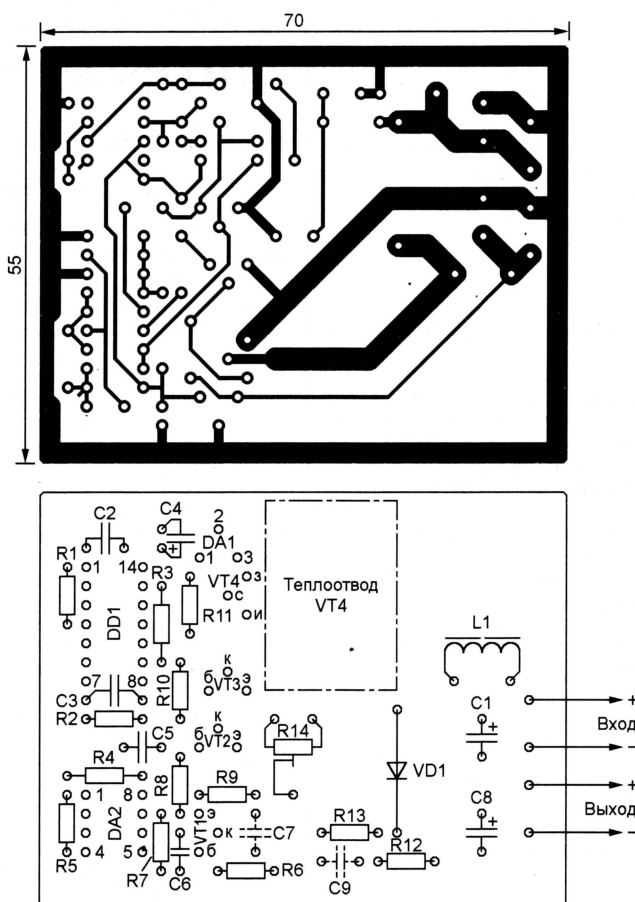 70
55
C4
C2
2
DA1
R1
1
14
R3
1
3
VT4
з
с
и
R11
Теплоотвод
VT4
DD1
L1
R10
к
б
VT3
э
7
8
C3
R2
C1
+
Вход
-
C5
к
б
VT2
э
R14
R4
R8
R9
VD1
+
Выход
-
1
8
DA2
C8
4
5
R5
R7
C6
VT1
э
к
б
C7
R13
R12
R6
C9